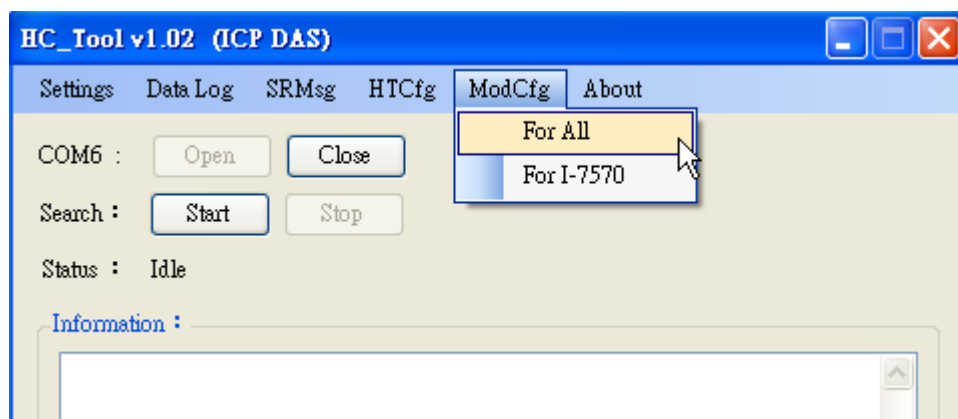 HC_Tool v1.02 (ICP DAS)
Settings Data Log SRMsg HTCfg ModCfg About
For All
For I-7570
COM6 : Open Close
Search : Start Stop
Status : Idle
Information :